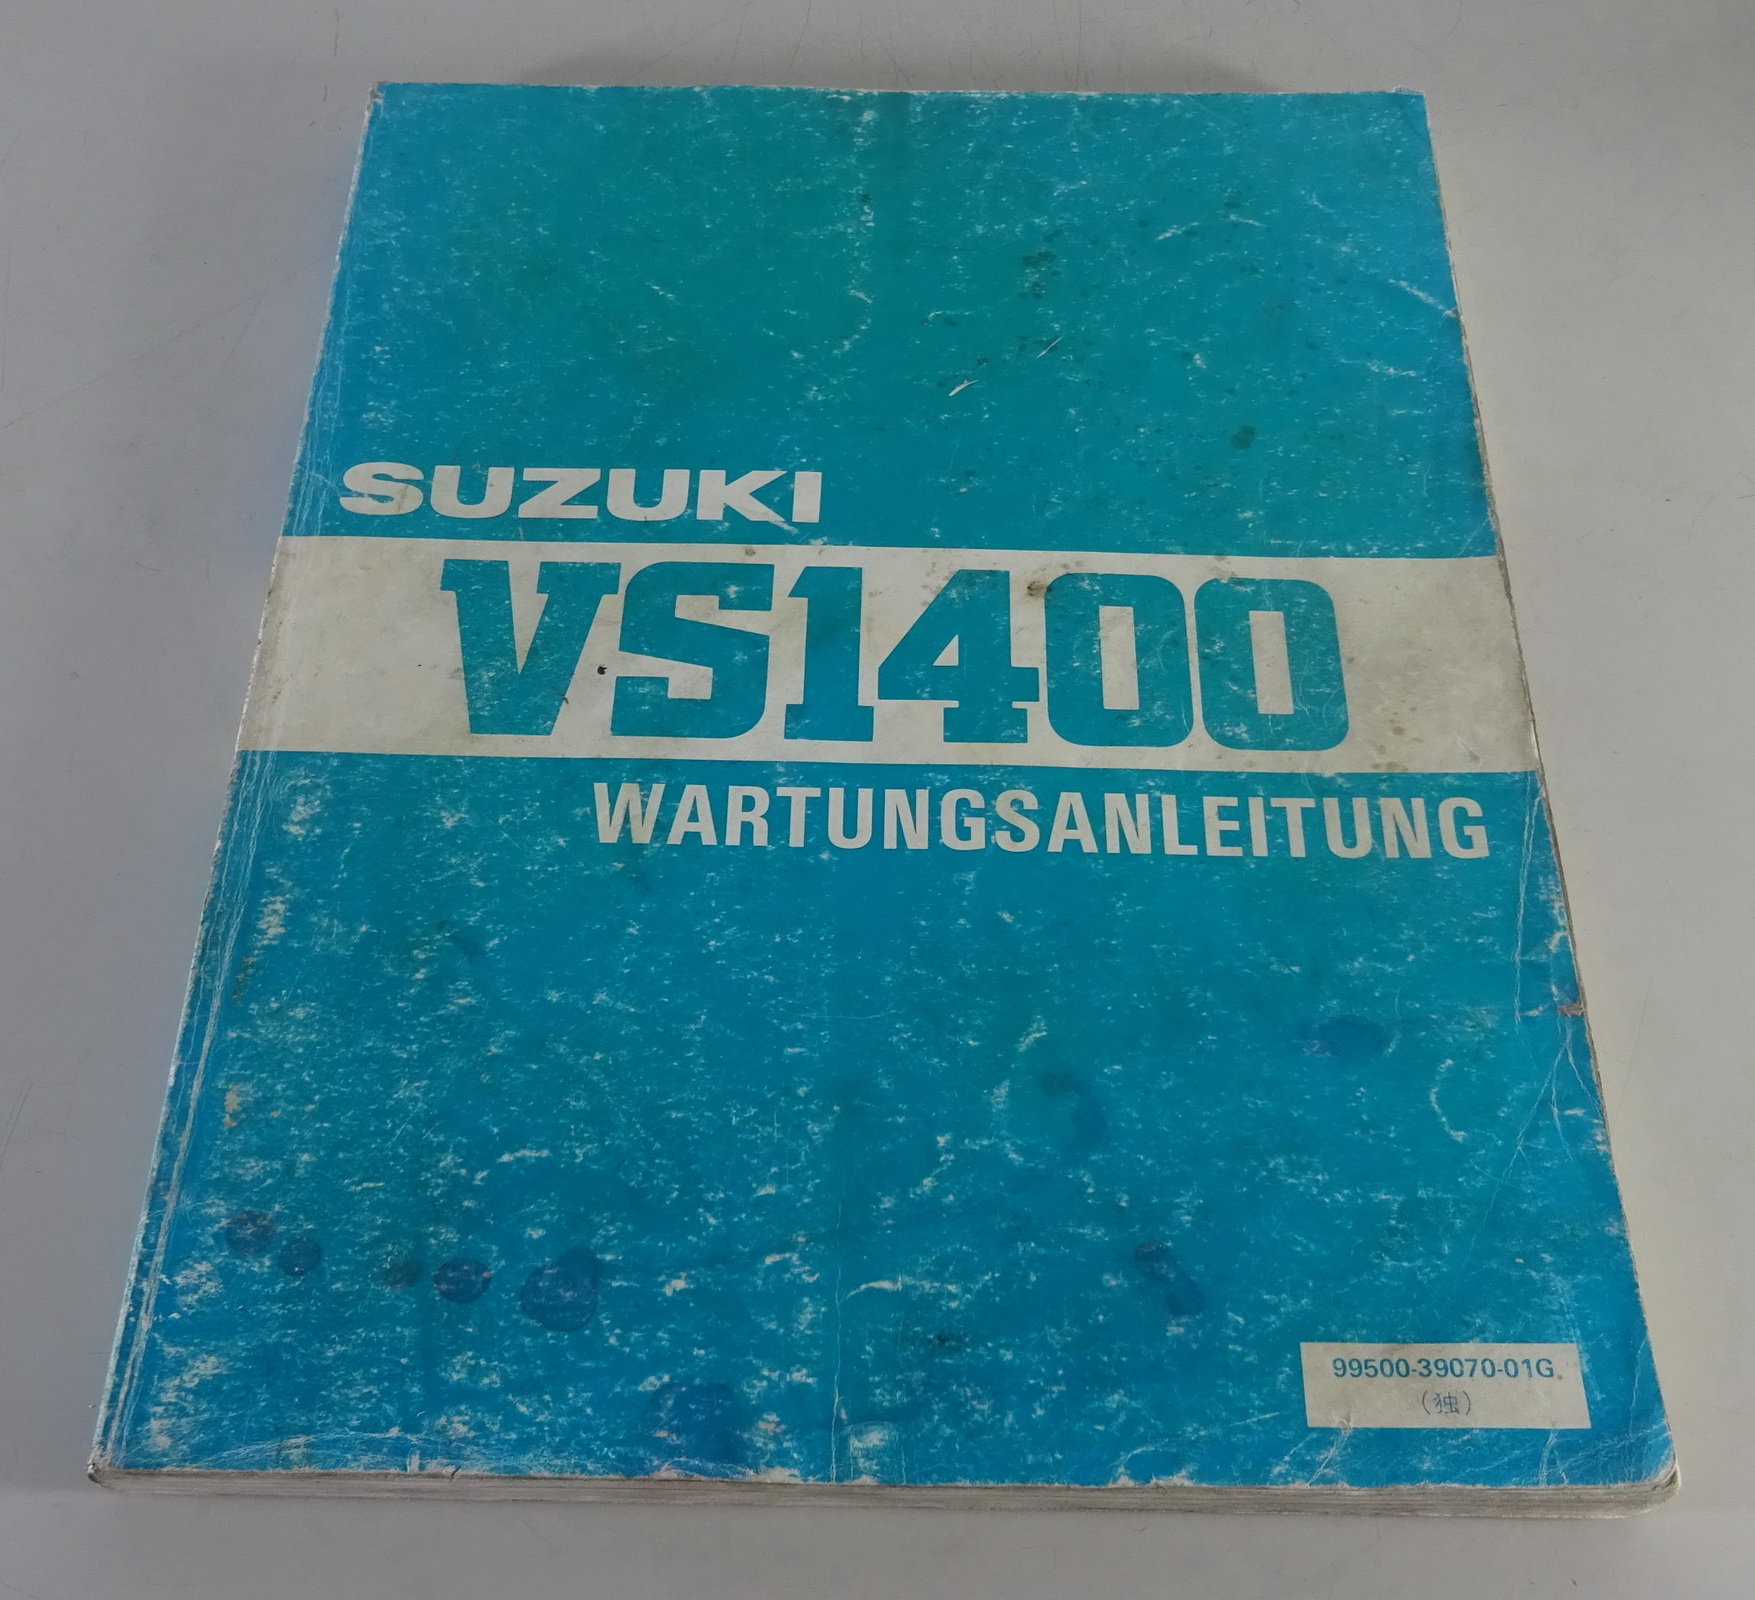 SUZUKI
VS1400
WARTUNGSANLEITUNG
99500-39070-01G.
(独)